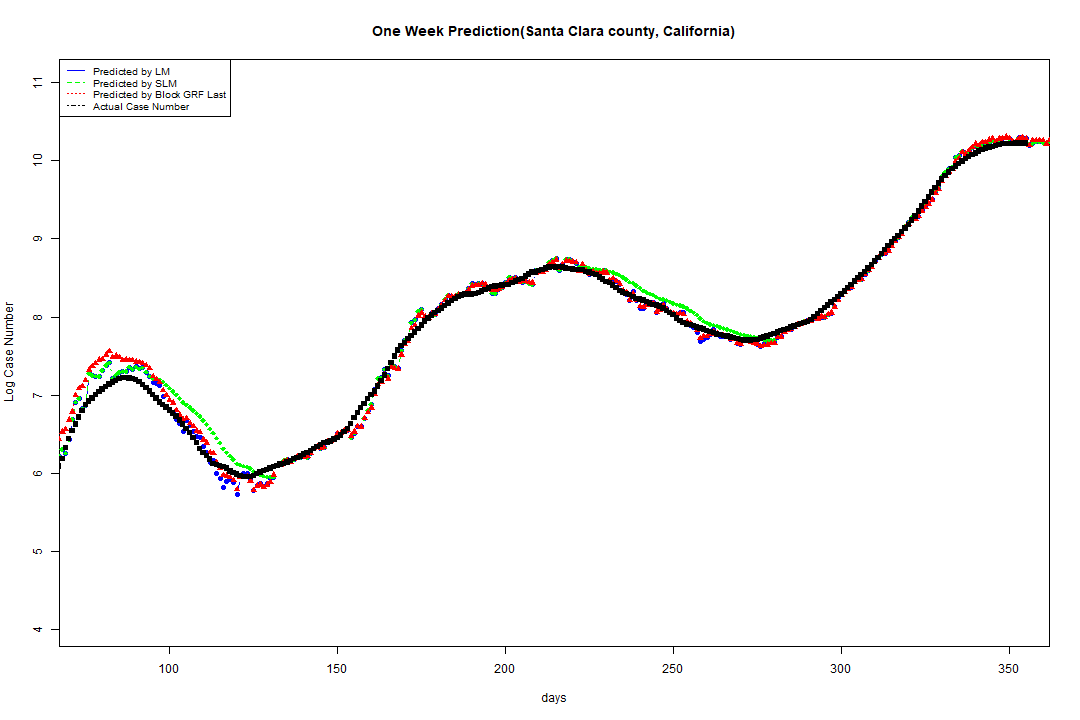 One Week Prediction(Santa Clara county, California)
Predicted by LM
Predicted by SLM
Predicted by Block GRF Last
Actual Case Number
11
10
9
8
7
6
5
4
Log Case Number
100 150 200 250 300 350
days